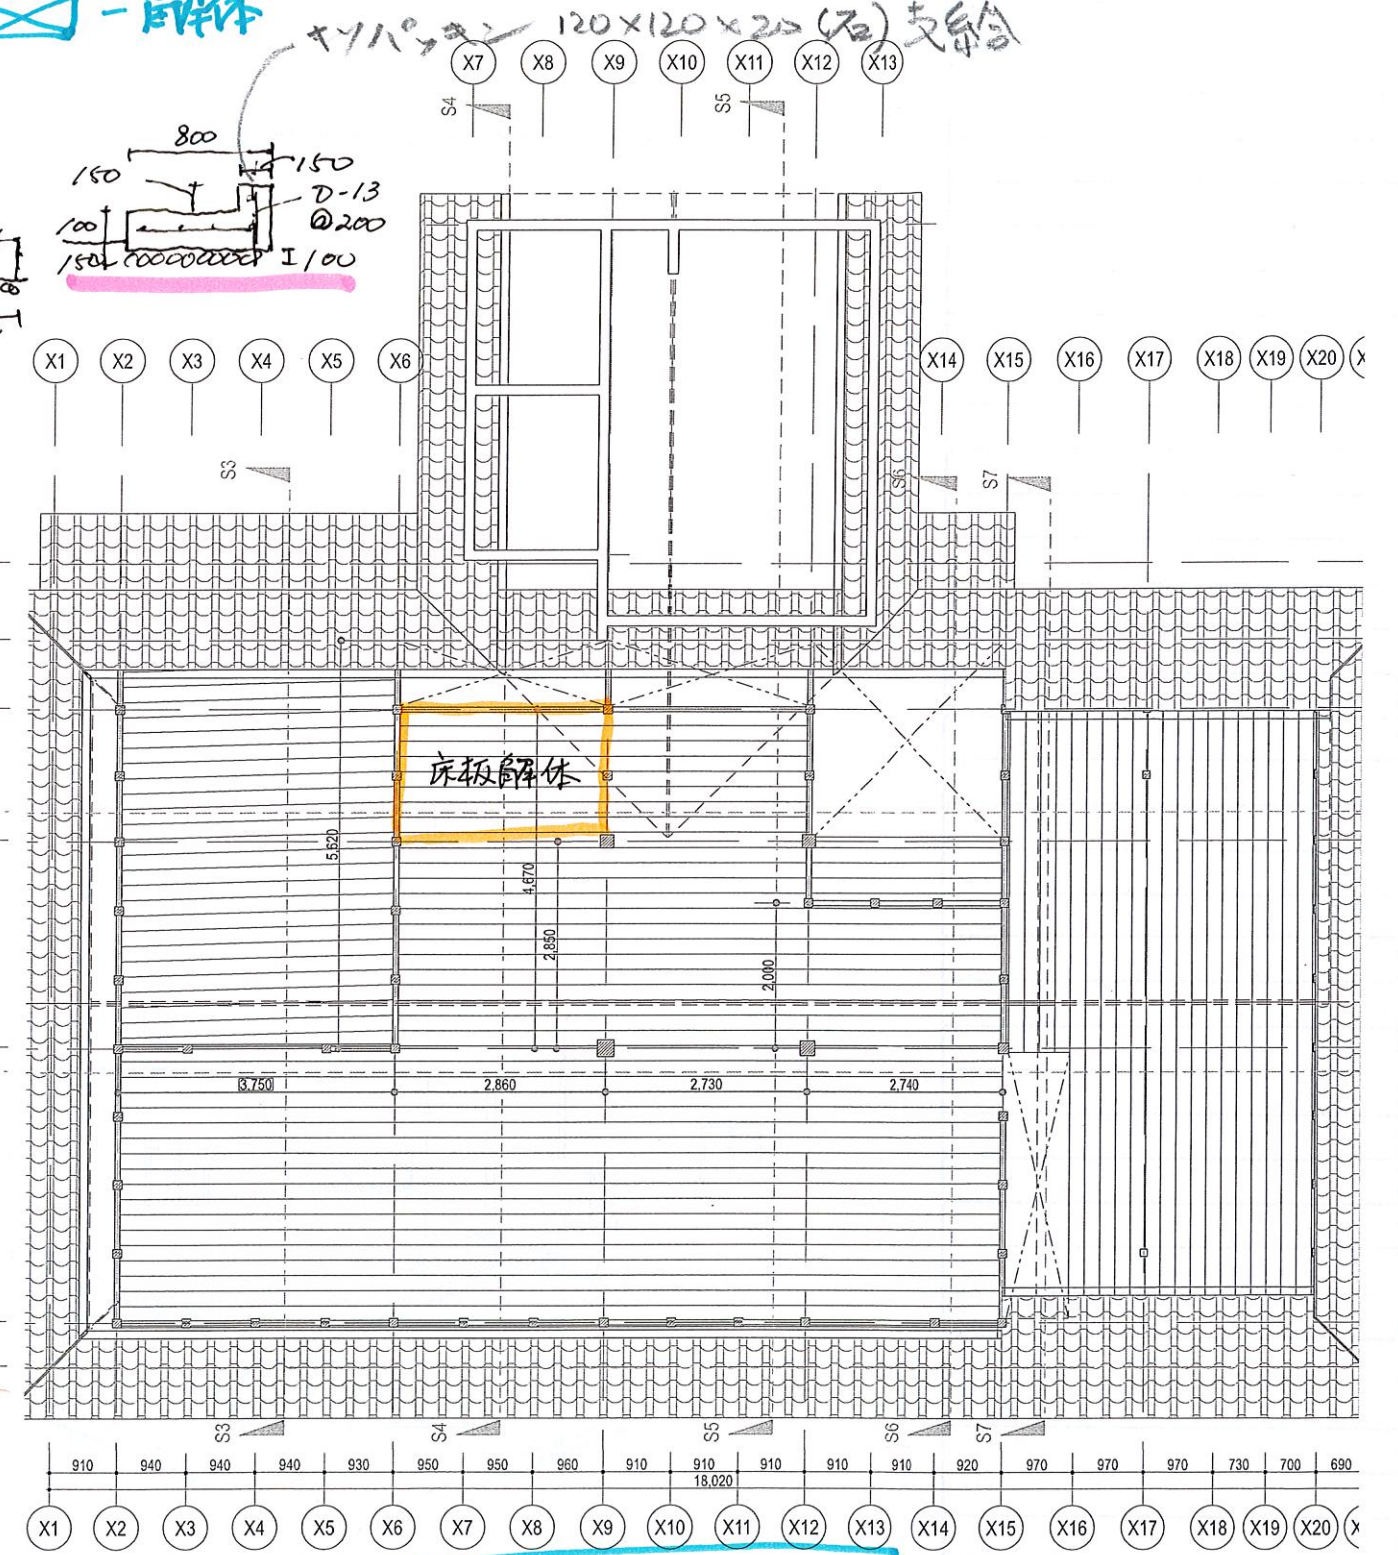 一 解体
キソパッキン 120×120×20 (石) 支給
X7 X8 X9 X10 X11 X12 X13
S4 S5
800
150 150
D-13
@200
100
150 I100
X1 X2 X3 X4 X5 X6 X14 X15 X16 X17 X18 X19 X20 X
S3 S6 S7
床板解体
5,620
4,670
2,850
2,000
3,750 2,860 2,730 2,740
S3 S4 S5 S6 S7
910 940 940 940 930 950 950 960 910 910 910 910 910 920 970 970 970 730 700 690
18,020
X1 X2 X3 X4 X5 X6 X7 X8 X9 X10 X11 X12 X13 X14 X15 X16 X17 X18 X19 X20 X